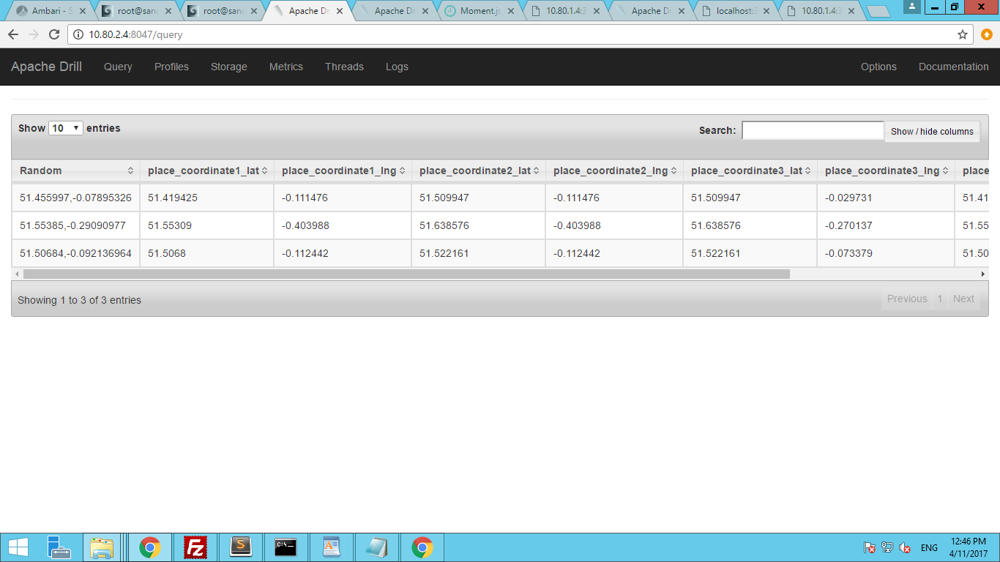 Ambari - S root@sand root@sand Apache Dr Apache Dr Moment.js 10.80.1.4:3 Apache Dr localhost:3 10.80.1.4:3
10.80.2.4:8047/query
Apache Drill Query Profiles Storage Metrics Threads Logs Options Documentation
Show 10 entries Search: Show / hide columns
Random place_coordinate1_lat place_coordinate1_lng place_coordinate2_lat place_coordinate2_lng place_coordinate3_lat place_coordinate3_lng place
51.455997,-0.07895326 51.419425 -0.111476 51.509947 -0.111476 51.509947 -0.029731 51.41
51.55385,-0.29090977 51.55309 -0.403988 51.638576 -0.403988 51.638576 -0.270137 51.55
51.50684,-0.092136964 51.5068 -0.112442 51.522161 -0.112442 51.522161 -0.073379 51.50
Showing 1 to 3 of 3 entries Previous 1 Next
ENG 12:46 PM
4/11/2017